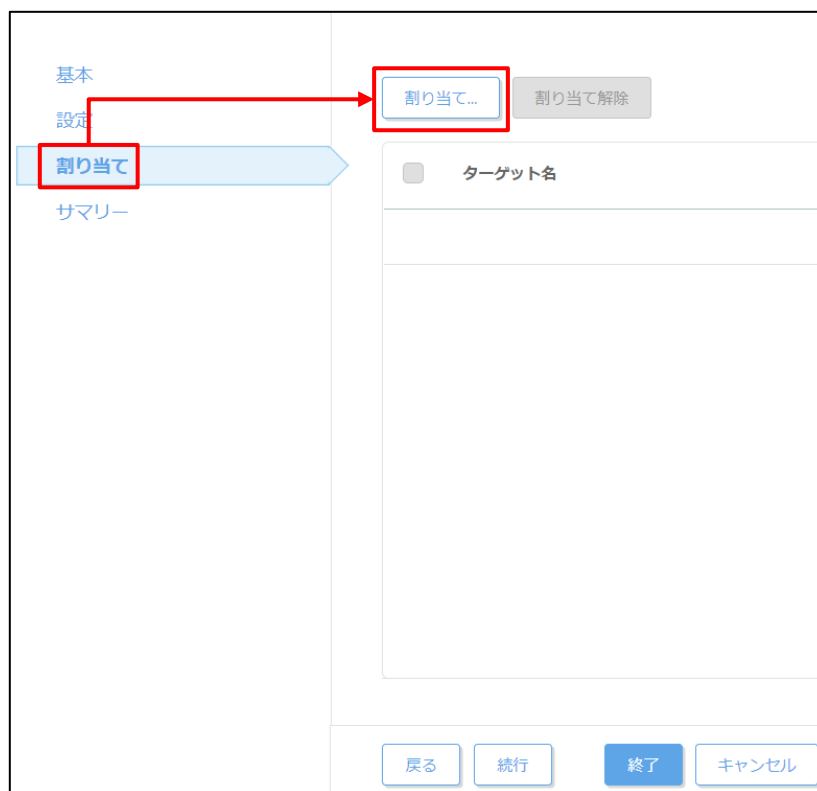 基本
設定
割り当て
サマリー
割り当て... 割り当て解除
ターゲット名
戻る 続行 終了 キャンセル